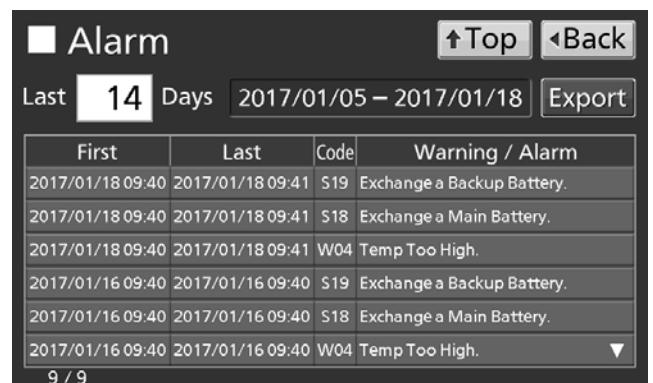 ■ Alarm ↑Top ◂Back
Last 14 Days 2017/01/05 – 2017/01/18 Export
First Last Code Warning / Alarm
2017/01/18 09:40 2017/01/18 09:41 S19 Exchange a Backup Battery.
2017/01/18 09:40 2017/01/18 09:41 S18 Exchange a Main Battery.
2017/01/18 09:40 2017/01/18 09:41 W04 Temp Too High.
2017/01/16 09:40 2017/01/16 09:40 S19 Exchange a Backup Battery.
2017/01/16 09:40 2017/01/16 09:40 S18 Exchange a Main Battery.
2017/01/16 09:40 2017/01/16 09:40 W04 Temp Too High. ▼
9 / 9